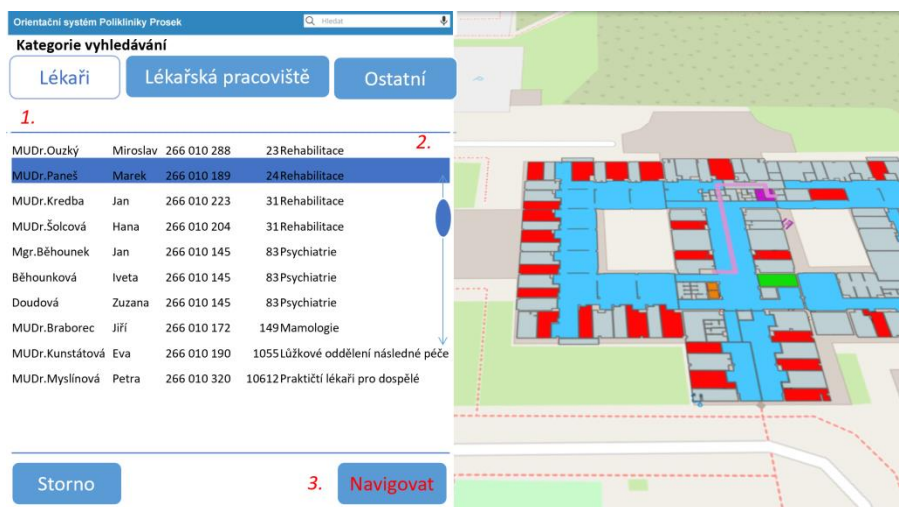 Orientační systém Polikliniky Prosek
Hledat
Kategorie vyhledávání
Lékaři
Lékařská pracoviště
Ostatní
1.
2.
MUDr.Ouzký Miroslav 266 010 288 23 Rehabilitace
MUDr.Paneš Marek 266 010 189 24 Rehabilitace
MUDr.Kredba Jan 266 010 223 31 Rehabilitace
MUDr.Šolcová Hana 266 010 204 31 Rehabilitace
Mgr.Běhounek Jan 266 010 145 83 Psychiatrie
Běhounková Iveta 266 010 145 83 Psychiatrie
Doudová Zuzana 266 010 145 83 Psychiatrie
MUDr.Braborec Jiří 266 010 172 149 Mamologie
MUDr.Kunstátová Eva 266 010 190 1055 Lůžkové oddělení následné péče
MUDr.Myslínová Petra 266 010 320 10612 Praktičtí lékaři pro dospělé
Storno
3.
Navigovat